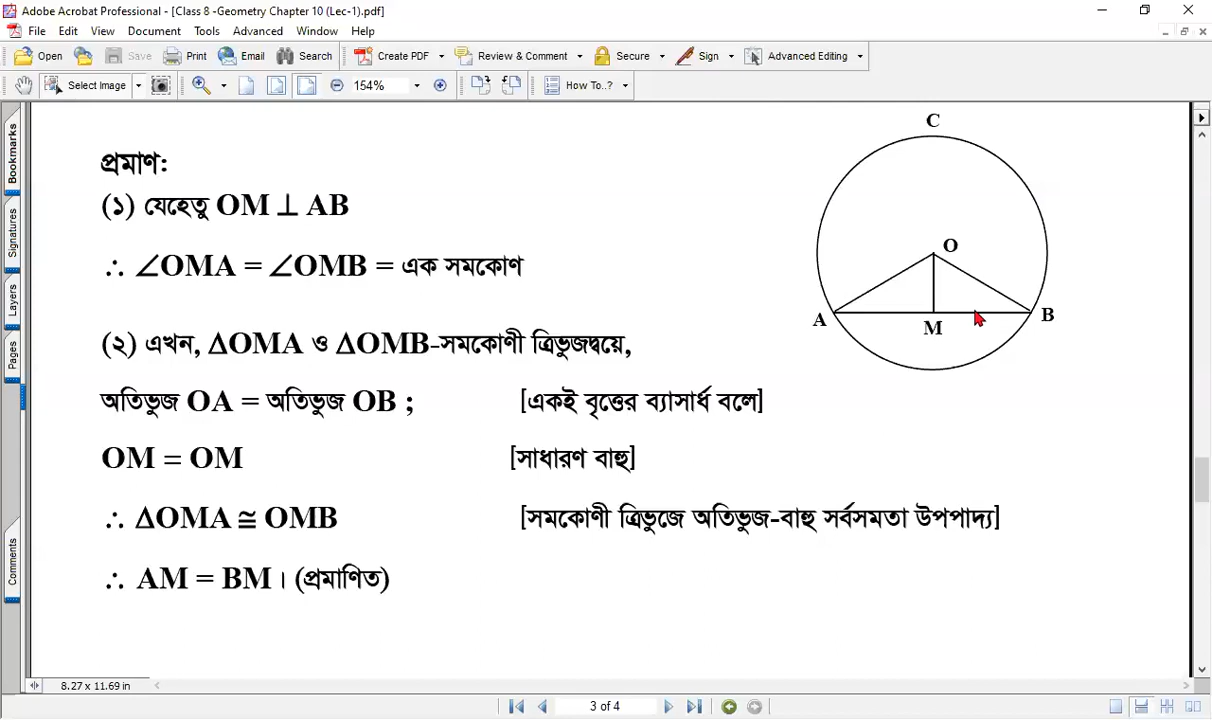 Adobe Acrobat Professional - [Class 8 -Geometry Chapter 10 (Lec-1).pdf]
File Edit View Document Tools Advanced Window Help
Open Save Print Email Search Create PDF Review & Comment Secure Sign Advanced Editing
Select Image 154% How To..?
Bookmarks
Signatures
Layers
Pages
Comments
প্রমাণ:
(১) যেহেতু OM ⊥ AB
∴ ∠OMA = ∠OMB = এক সমকোণ
(২) এখন, ΔOMA ও ΔOMB-সমকোণী ত্রিভুজদ্বয়ে,
অতিভুজ OA = অতিভুজ OB ; [একই বৃত্তের ব্যাসার্ধ বলে]
OM = OM [সাধারণ বাহু]
∴ ΔOMA ≅ OMB [সমকোণী ত্রিভুজে অতিভুজ-বাহু সর্বসমতা উপপাদ্য]
∴ AM = BM । (প্রমাণিত)
C
O
A M B
8.27 x 11.69 in
3 of 4